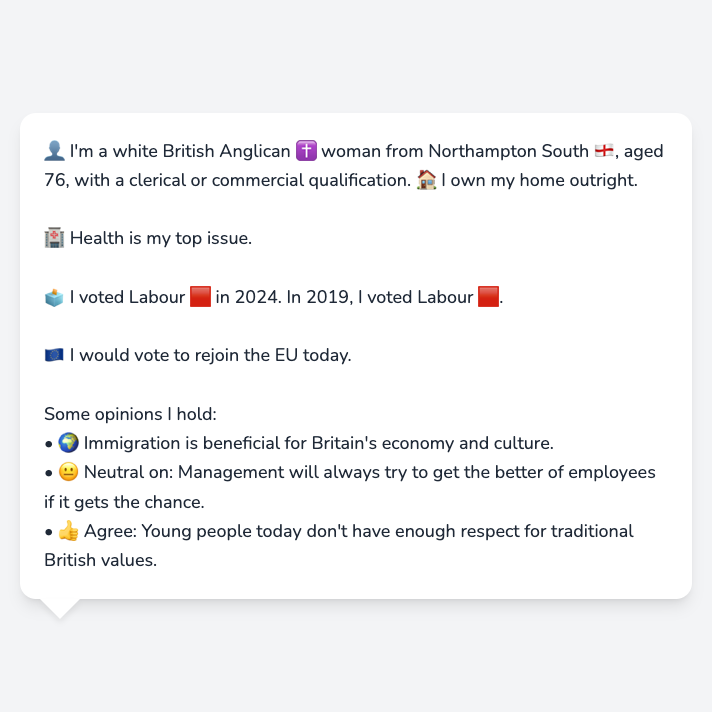 👤 I'm a white British Anglican ✝️ woman from Northampton South 🏴󠁧󠁢󠁥󠁮󠁧󠁿, aged
76, with a clerical or commercial qualification. 🏠 I own my home outright.
🏥 Health is my top issue.
🗳️ I voted Labour 🟥 in 2024. In 2019, I voted Labour 🟥.
🇪🇺 I would vote to rejoin the EU today.
Some opinions I hold:
• 🌍 Immigration is beneficial for Britain's economy and culture.
• 😐 Neutral on: Management will always try to get the better of employees
if it gets the chance.
• 👍 Agree: Young people today don't have enough respect for traditional
British values.